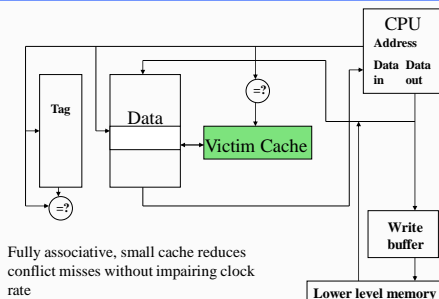 CPU
Address
Data Data
in out
Tag
=?
Data
Victim Cache
=?
Write
buffer
Fully associative, small cache reduces
conflict misses without impairing clock
rate
Lower level memory